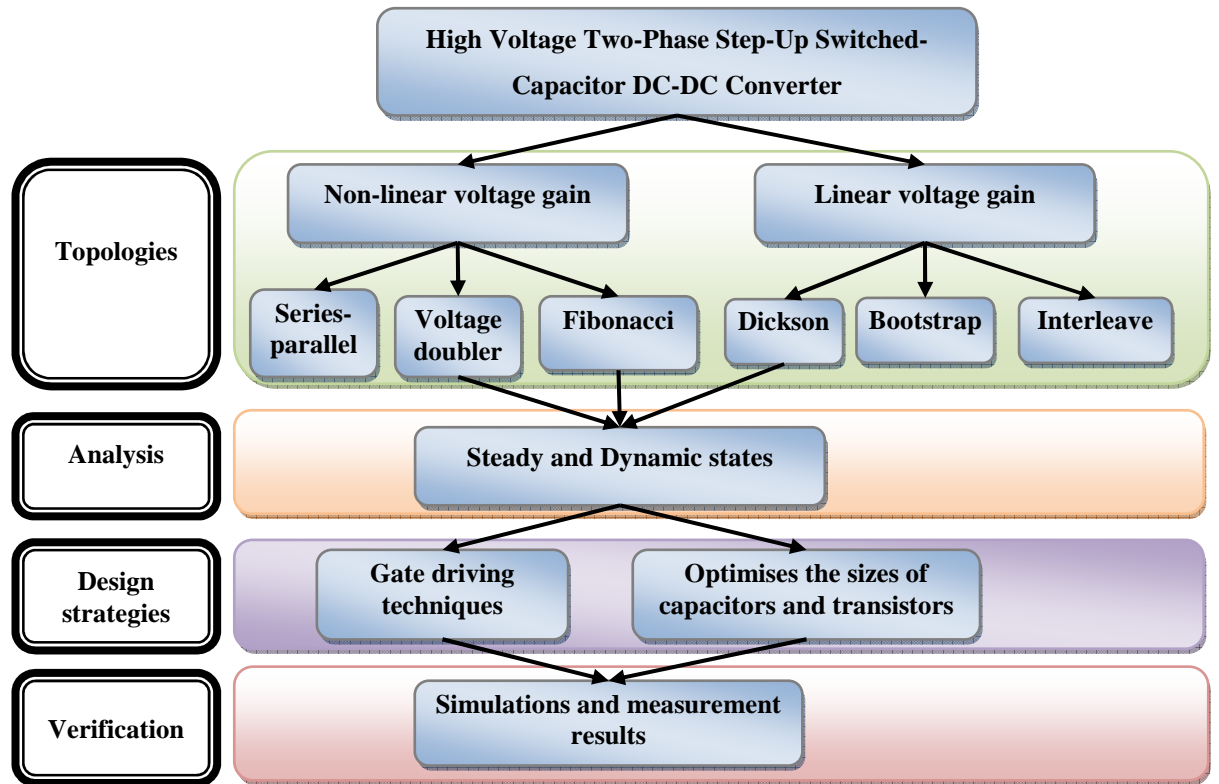 High Voltage Two-Phase Step-Up Switched-
Capacitor DC-DC Converter
Topologies
Non-linear voltage gain
Linear voltage gain
Series-
parallel
Voltage
doubler
Fibonacci
Dickson
Bootstrap
Interleave
Analysis
Steady and Dynamic states
Design
strategies
Gate driving
techniques
Optimises the sizes of
capacitors and transistors
Verification
Simulations and measurement
results